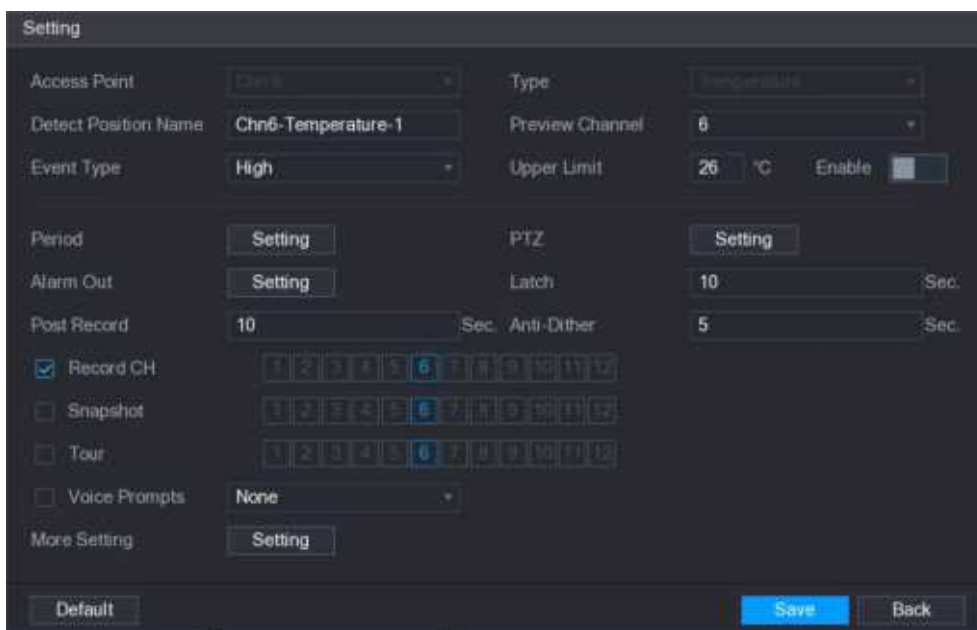 Setting
Access Point Chn6 Type Temperature
Detect Position Name Chn6-Temperature-1 Preview Channel 6
Event Type High Upper Limit 26 °C Enable
Period Setting PTZ Setting
Alarm Out Setting Latch 10 Sec.
Post Record 10 Sec. Anti-Dither 5 Sec.
Record CH 1 2 3 4 5 6 7 8 9 10 11 12
Snapshot 1 2 3 4 5 6 7 8 9 10 11 12
Tour 1 2 3 4 5 6 7 8 9 10 11 12
Voice Prompts None
More Setting Setting
Default Save Back